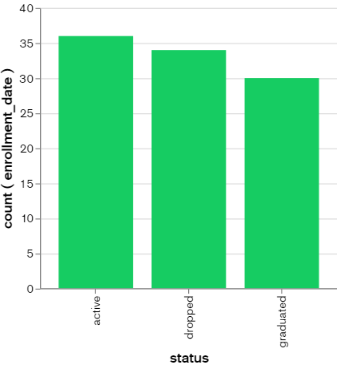 40
35
30
25
20
15
10
5
0
count ( enrollment_date )
active
dropped
graduated
status